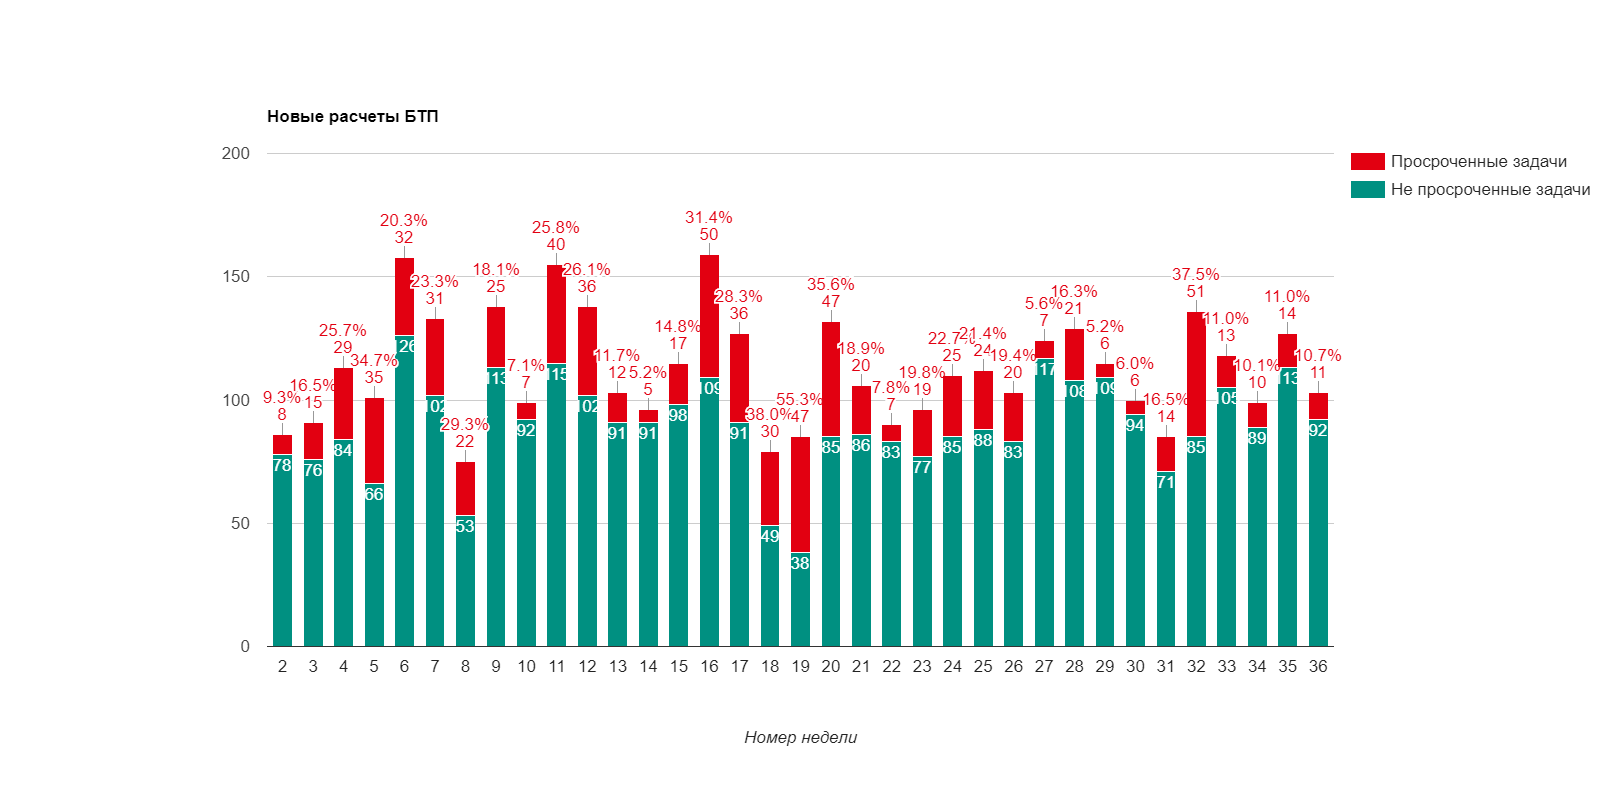 Новые расчеты БТП
200
150
100
50
0
Просроченные задачи
Не просроченные задачи
9.3% 8 78
16.5% 15 76
25.7% 29 84
34.7% 35 66
20.3% 32 126
23.3% 31 102
29.3% 22 53
18.1% 25 113
7.1% 7 92
25.8% 40 115
26.1% 36 102
11.7% 12 91
5.2% 5 91
14.8% 17 98
31.4% 50 109
28.3% 36 91
38.0% 30 49
55.3% 47 38
35.6% 47 85
18.9% 20 86
7.8% 7 83
19.8% 19 77
22.7% 25 85
21.4% 24 88
19.4% 20 83
5.6% 7 117
16.3% 21 108
5.2% 6 109
6.0% 6 94
16.5% 14 71
37.5% 51 85
11.0% 13 105
10.1% 10 89
11.0% 14 113
10.7% 11 92
2 3 4 5 6 7 8 9 10 11 12 13 14 15 16 17 18 19 20 21 22 23 24 25 26 27 28 29 30 31 32 33 34 35 36
Номер недели